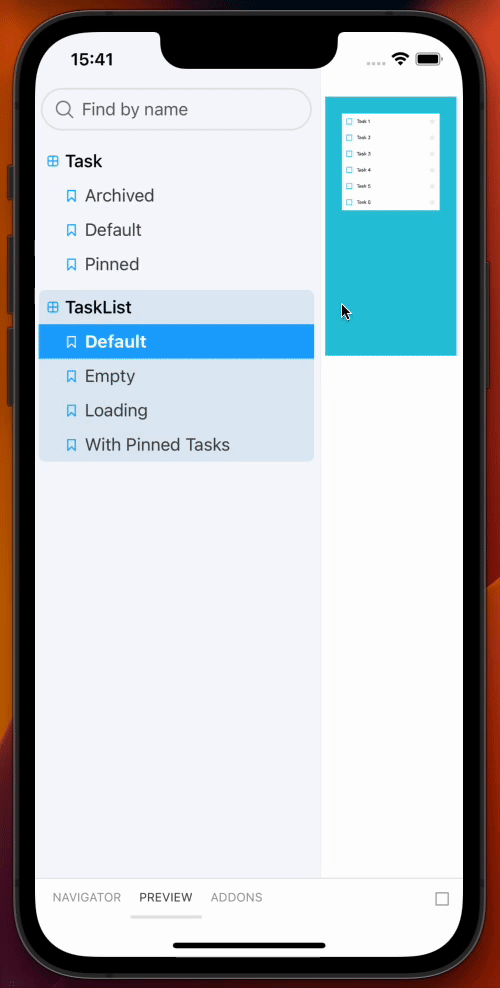 15:41
Find by name
Task
Archived
Default
Pinned
TaskList
Default
Empty
Loading
With Pinned Tasks
Task 1
Task 2
Task 3
Task 4
Task 5
Task 6
NAVIGATOR
PREVIEW
ADDONS